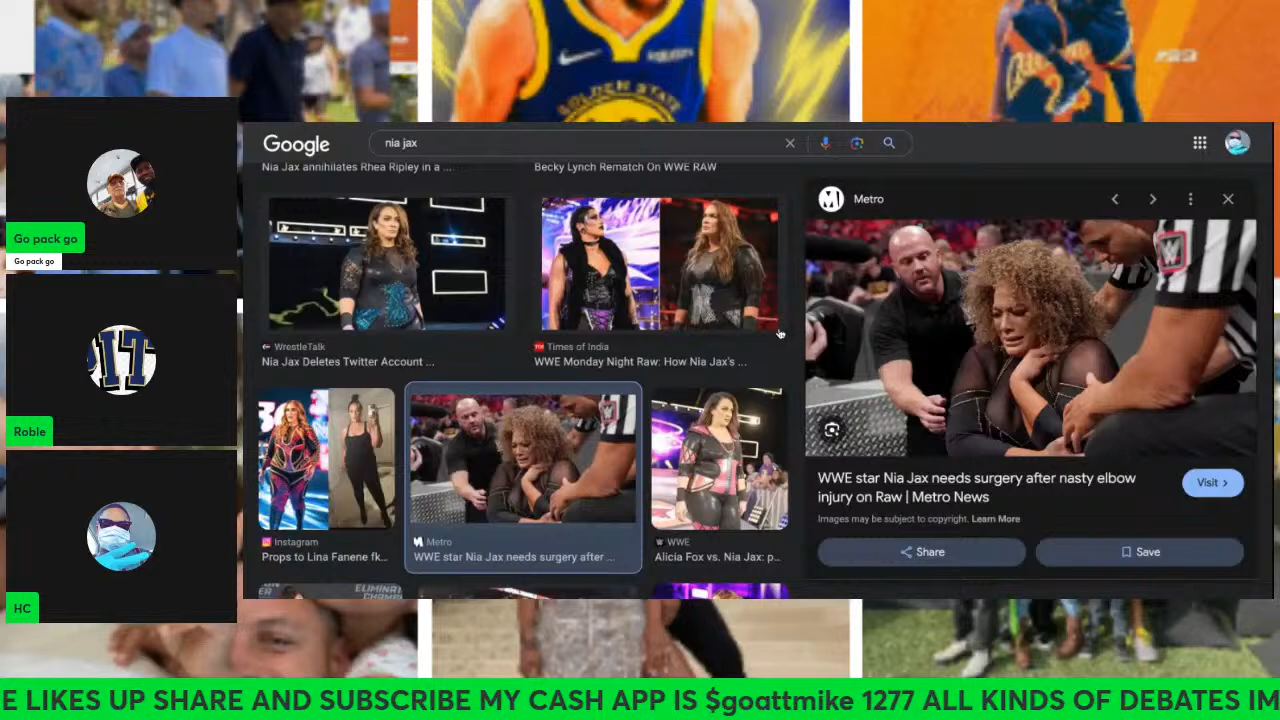 GOLDEN STATE
Google
nia jax
Nia Jax annihilates Rhea Ripley in a ...
Becky Lynch Rematch On WWE RAW
Metro
WrestleTalk
Nia Jax Deletes Twitter Account ...
Times of India
WWE Monday Night Raw: How Nia Jax's ...
Go pack go
Go pack go
Roble
HC
Instagram
Props to Lina Fanene fk...
Metro
WWE star Nia Jax needs surgery after ...
WWE
Alicia Fox vs. Nia Jax: p...
WWE star Nia Jax needs surgery after nasty elbow
injury on Raw | Metro News
Visit
Images may be subject to copyright. Learn More
Share
Save
E LIKES UP SHARE AND SUBSCRIBE MY CASH APP IS $goattmike 1277 ALL KINDS OF DEBATES IM